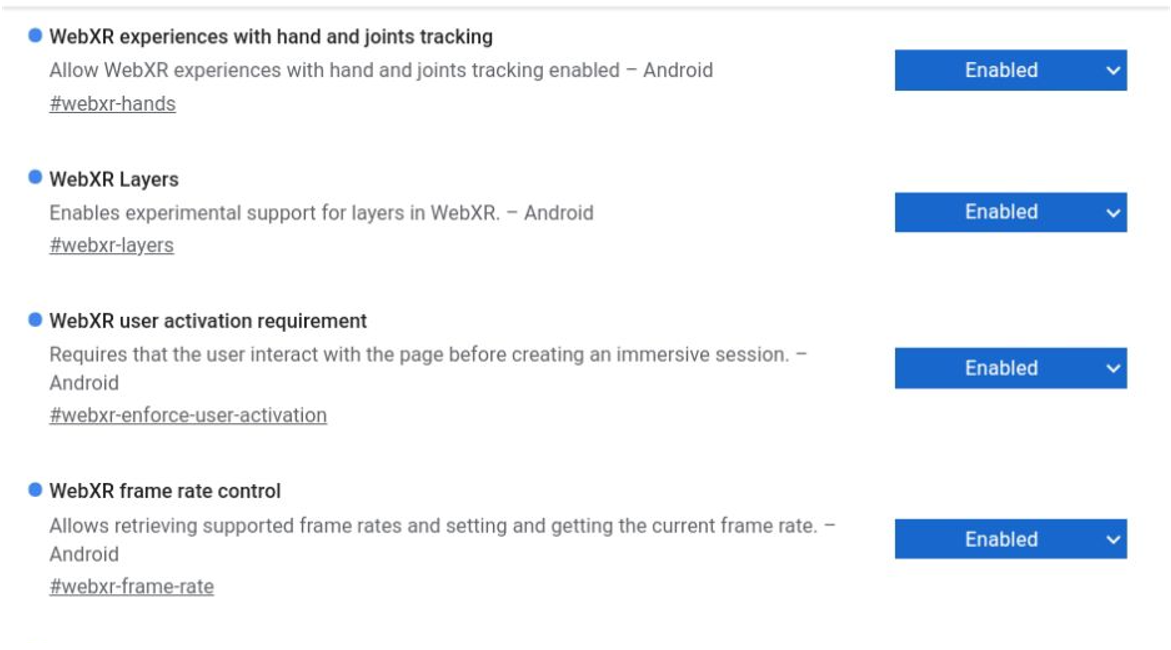 WebXR experiences with hand and joints tracking
Allow WebXR experiences with hand and joints tracking enabled – Android
Enabled
#webxr-hands
WebXR Layers
Enables experimental support for layers in WebXR. – Android
Enabled
#webxr-layers
WebXR user activation requirement
Requires that the user interact with the page before creating an immersive session. –
Android
Enabled
#webxr-enforce-user-activation
WebXR frame rate control
Allows retrieving supported frame rates and setting and getting the current frame rate. –
Android
Enabled
#webxr-frame-rate